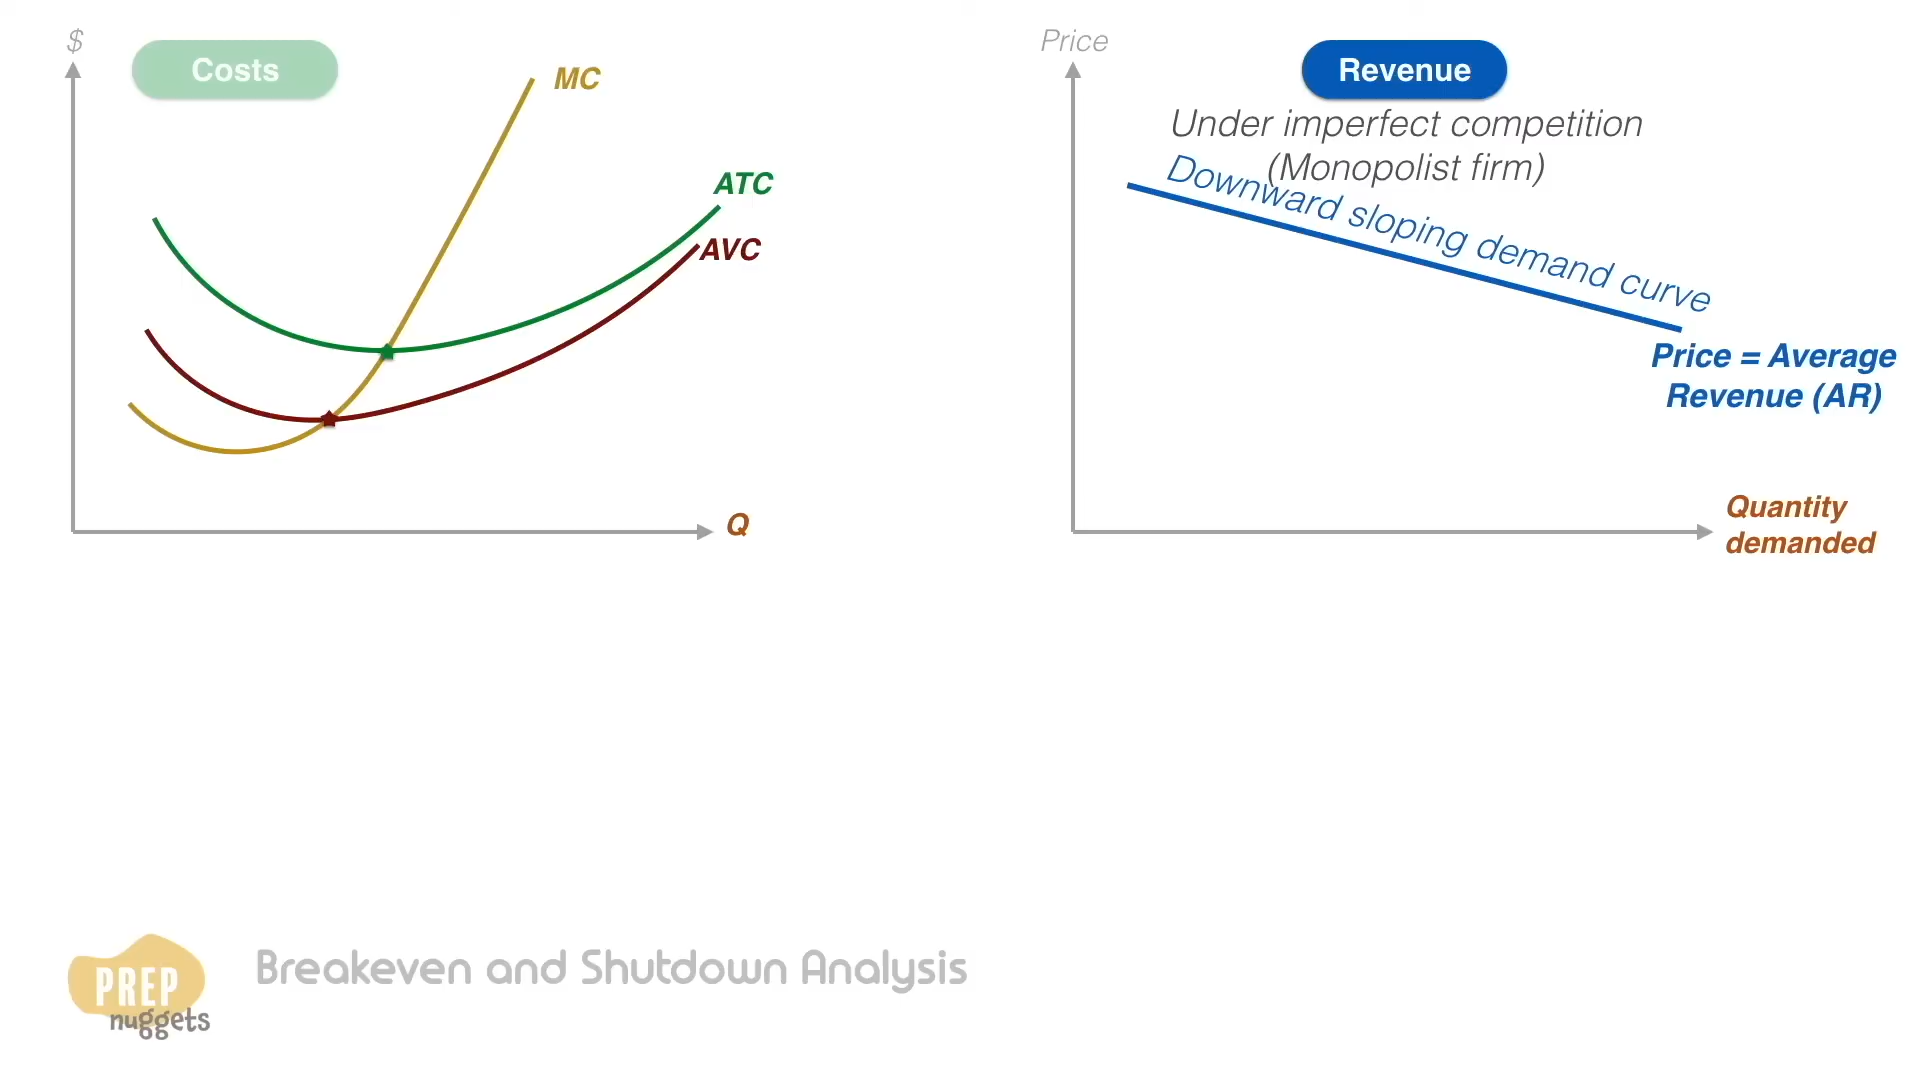 $
Costs
MC
ATC
AVC
Q
Price
Revenue
Under imperfect competition
(Monopolist firm)
Downward sloping demand curve
Price = Average
Revenue (AR)
Quantity
demanded
PREP
nuggets
Breakeven and Shutdown Analysis